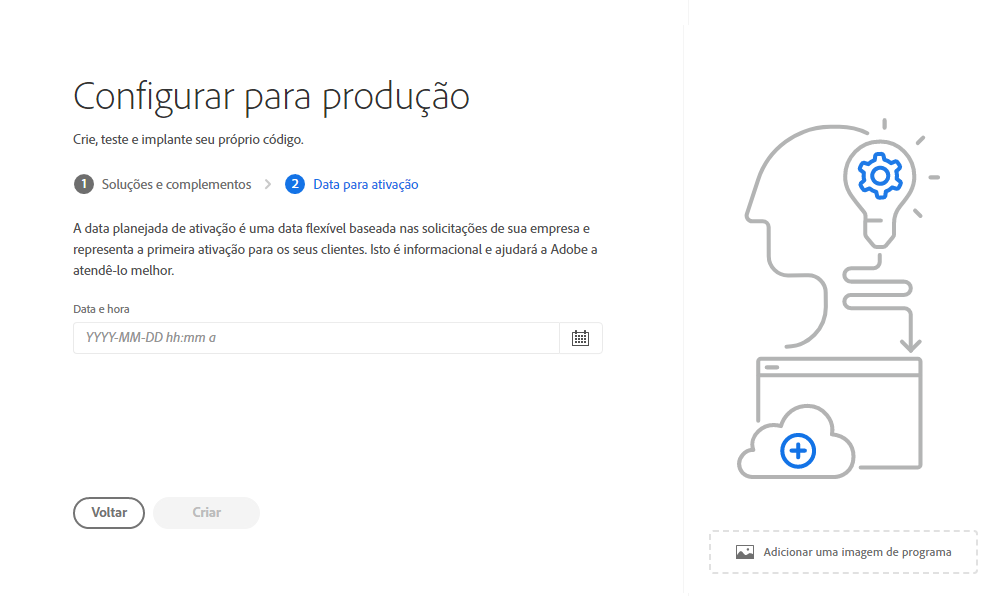 Configurar para produção
Crie, teste e implante seu próprio código.
1 Soluções e complementos > 2 Data para ativação
A data planejada de ativação é uma data flexível baseada nas solicitações de sua empresa e
representa a primeira ativação para os seus clientes. Isto é informacional e ajudará a Adobe a
atendê-lo melhor.
Data e hora
YYYY-MM-DD hh:mm a
Voltar Criar
Adicionar uma imagem de programa